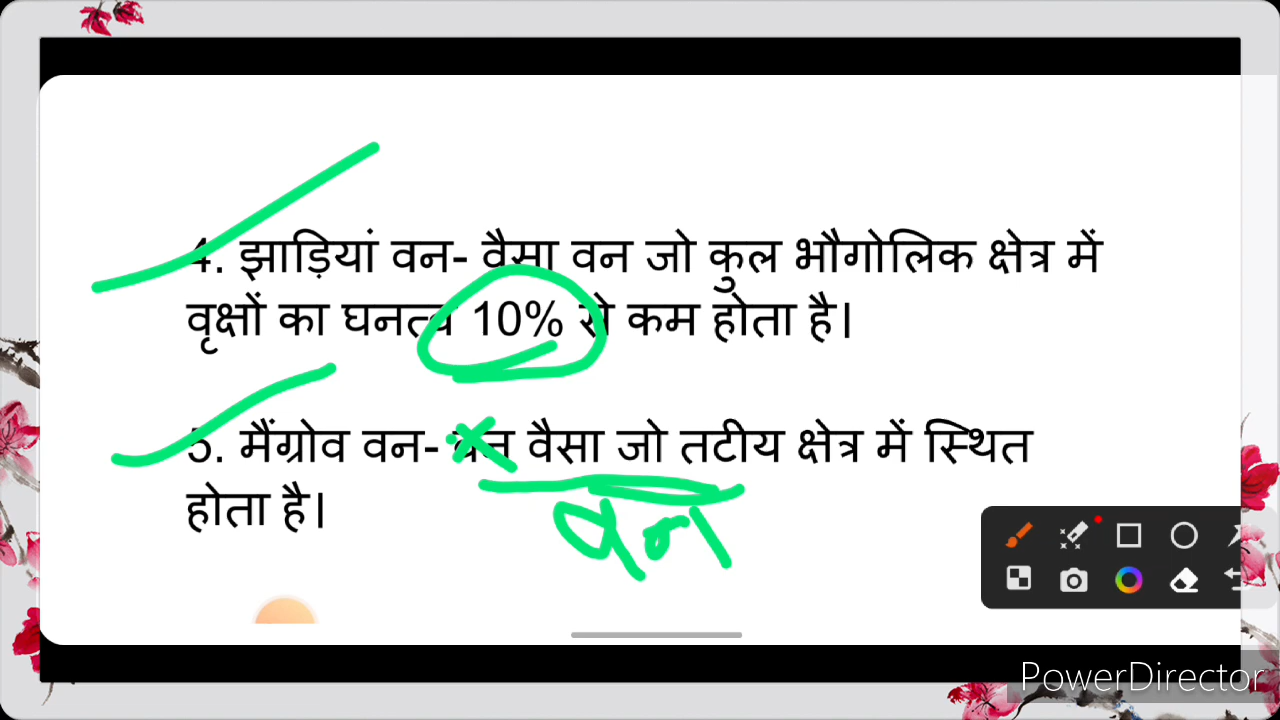 4. झाड़ियां वन- वैसा वन जो कुल भौगोलिक क्षेत्र में
वृक्षों का घनत्व 10% से कम होता है।
5. मैंग्रोव वन- वन वैसा जो तटीय क्षेत्र में स्थित
वन
होता है।
PowerDirector